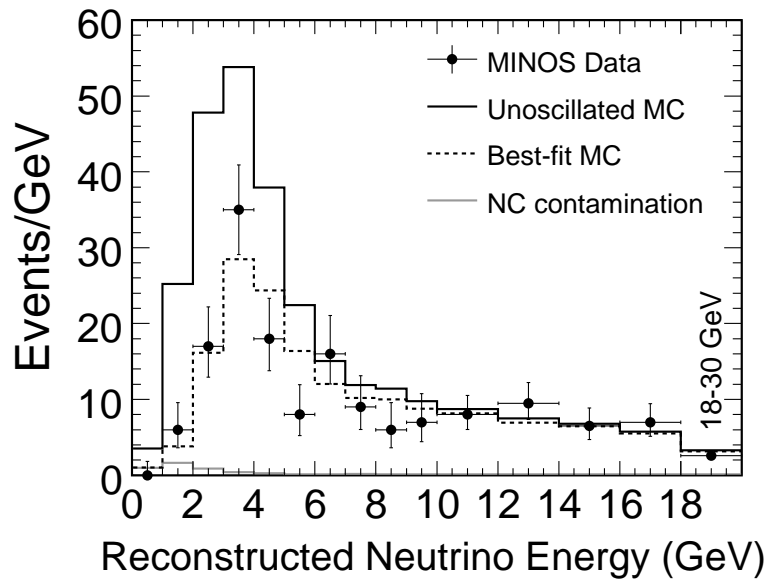 60
50
40
30
20
10
0
Events/GeV
MINOS Data
Unoscillated MC
Best-fit MC
NC contamination
18-30 GeV
0 2 4 6 8 10 12 14 16 18
Reconstructed Neutrino Energy (GeV)